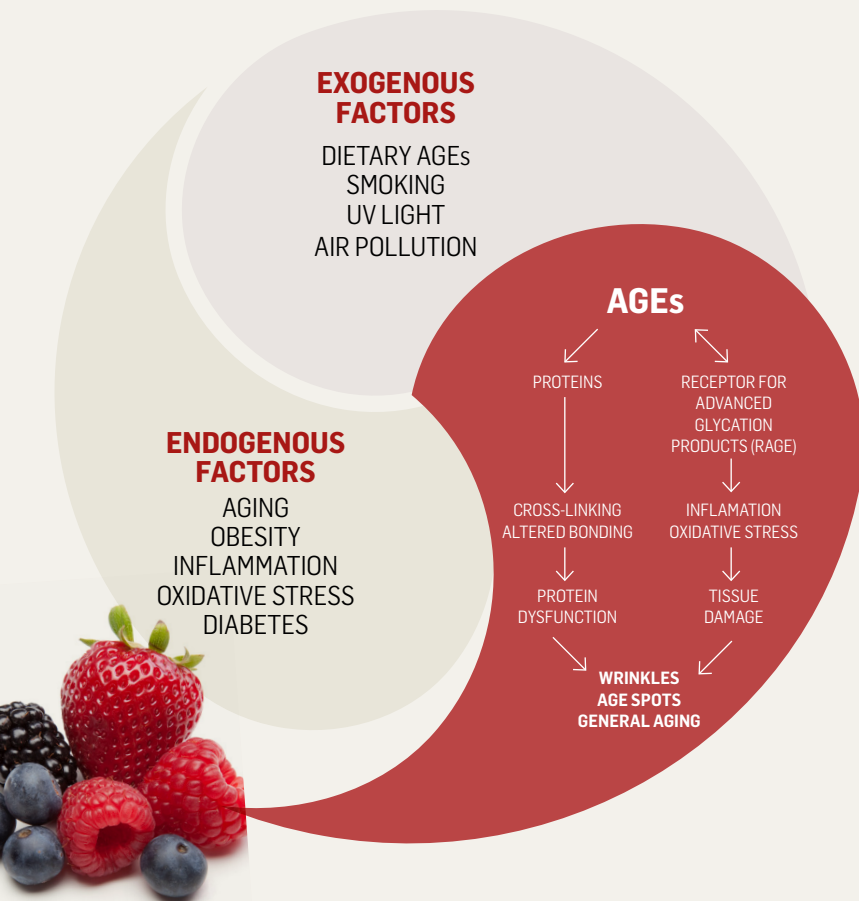 EXOGENOUS
FACTORS
DIETARY AGEs
SMOKING
UV LIGHT
AIR POLLUTION
ENDOGENOUS
FACTORS
AGING
OBESITY
INFLAMMATION
OXIDATIVE STRESS
DIABETES
AGEs
PROTEINS
CROSS-LINKING
ALTERED BONDING
PROTEIN
DYSFUNCTION
RECEPTOR FOR
ADVANCED
GLYCATION
PRODUCTS (RAGE)
INFLAMATION
OXIDATIVE STRESS
TISSUE
DAMAGE
WRINKLES
AGE SPOTS
GENERAL AGING